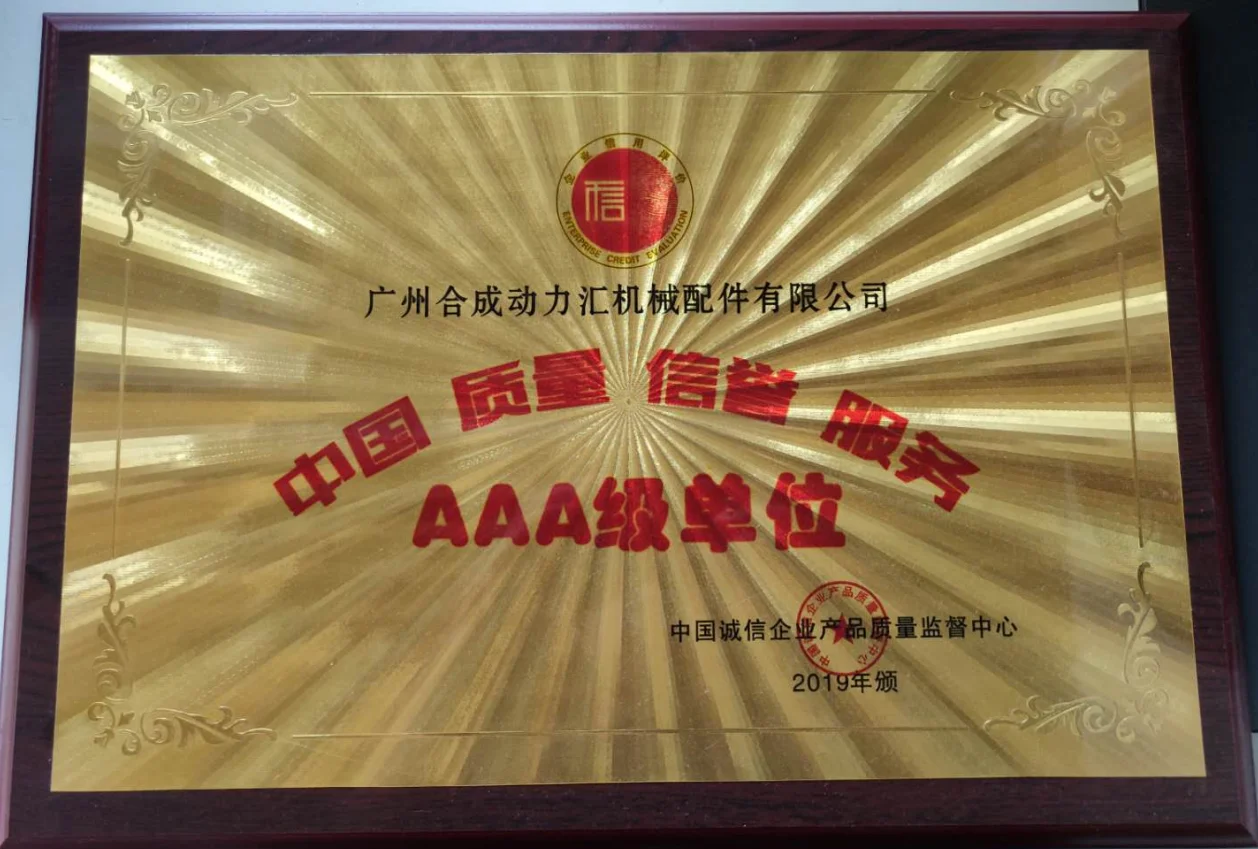 企业信用评价
信
ENTERPRISE CREDIT EVALUATION
广州合成动力汇机械配件有限公司
中国 质量 信誉 服务
AAA级单位
中国诚信企业产品质量监督中心
2019年颁